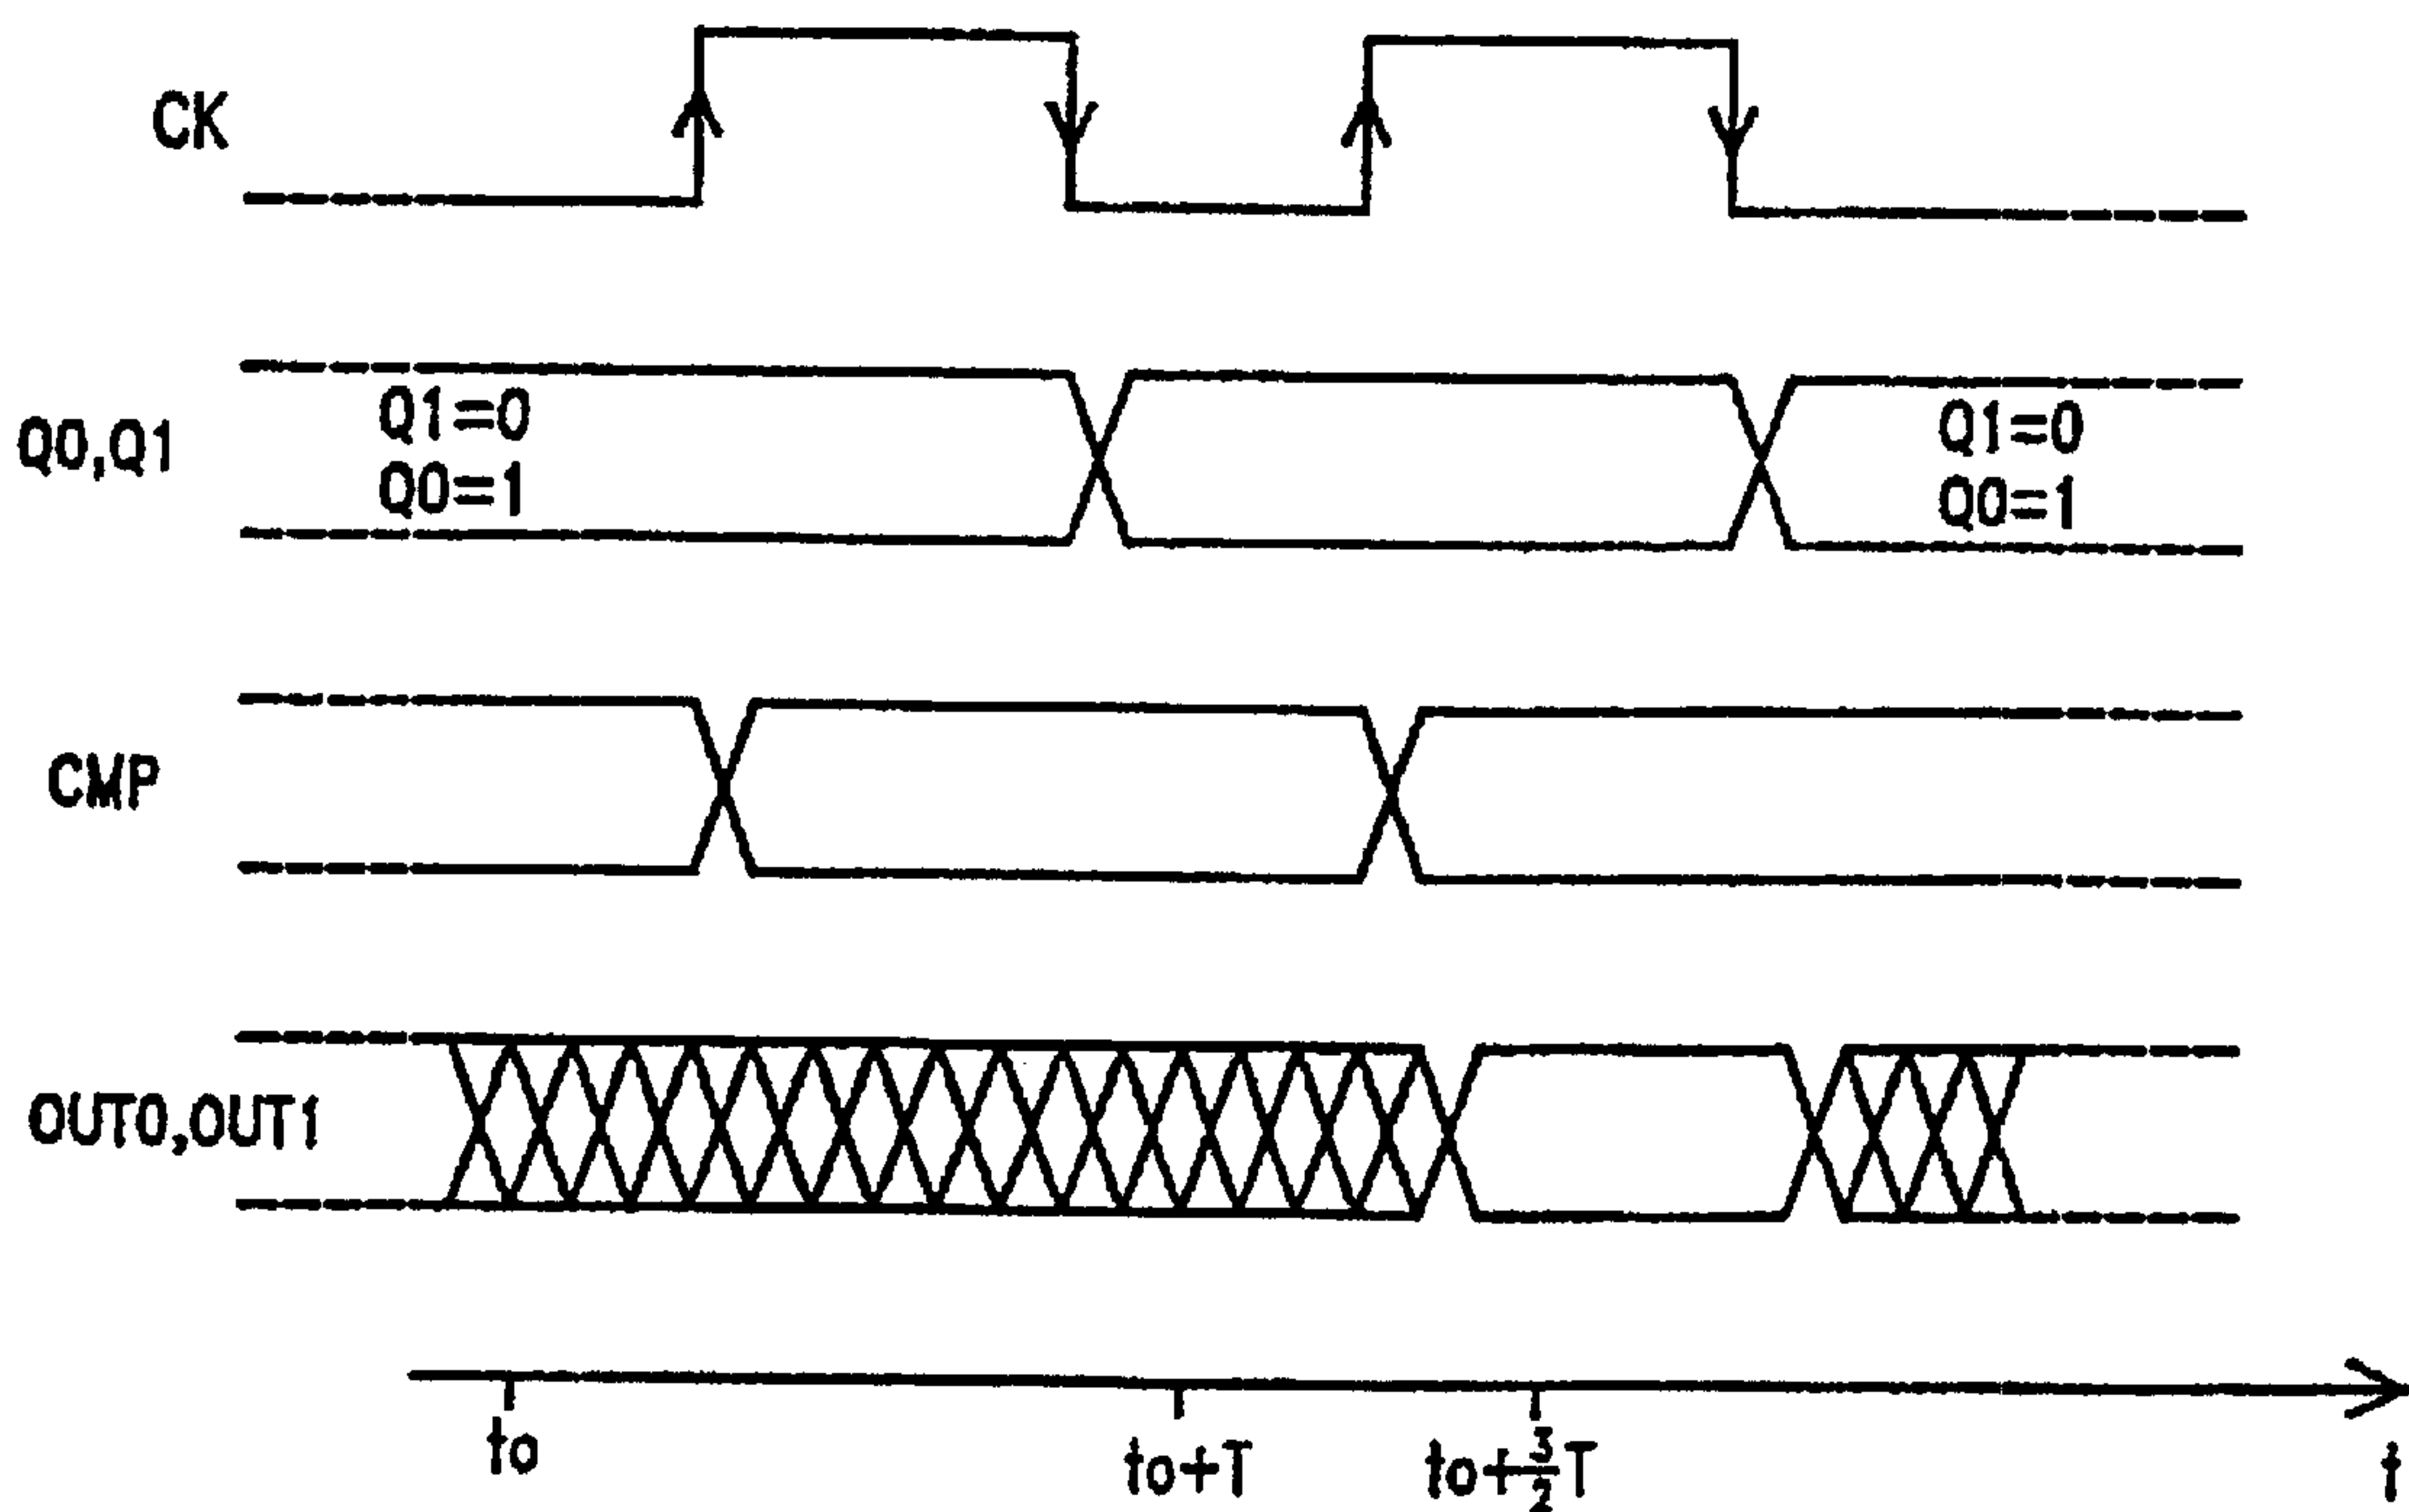 CK
Q0,Q1
Q1=0
Q0=1
Q1=0
Q0=1
CMP
OUT0,OUT1
to
to+T
to+3/2T
t